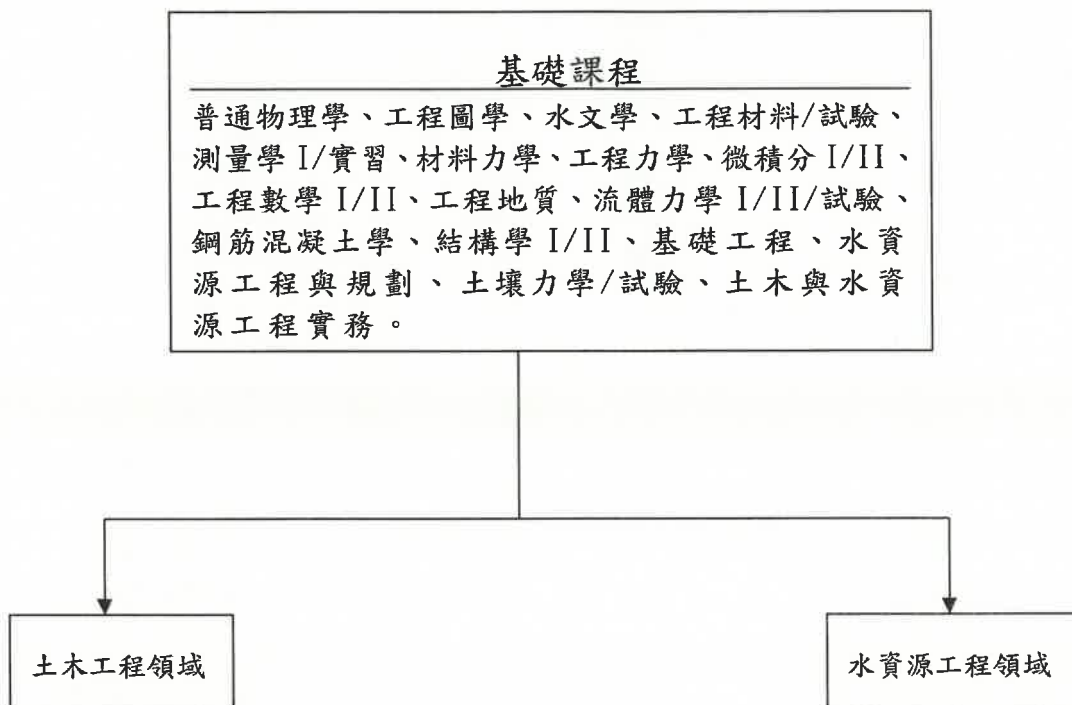 基礎課程
普通物理學、工程圖學、水文學、工程材料/試驗、
測量學 I/實習、材料力學、工程力學、微積分 I/II、
工程數學 I/II、工程地質、流體力學 I/II/試驗、
鋼筋混凝土學、結構學 I/II、基礎工程、水資
源工程與規劃、土壤力學/試驗、土木與水資
源工程實務。
土木工程領域
水資源工程領域